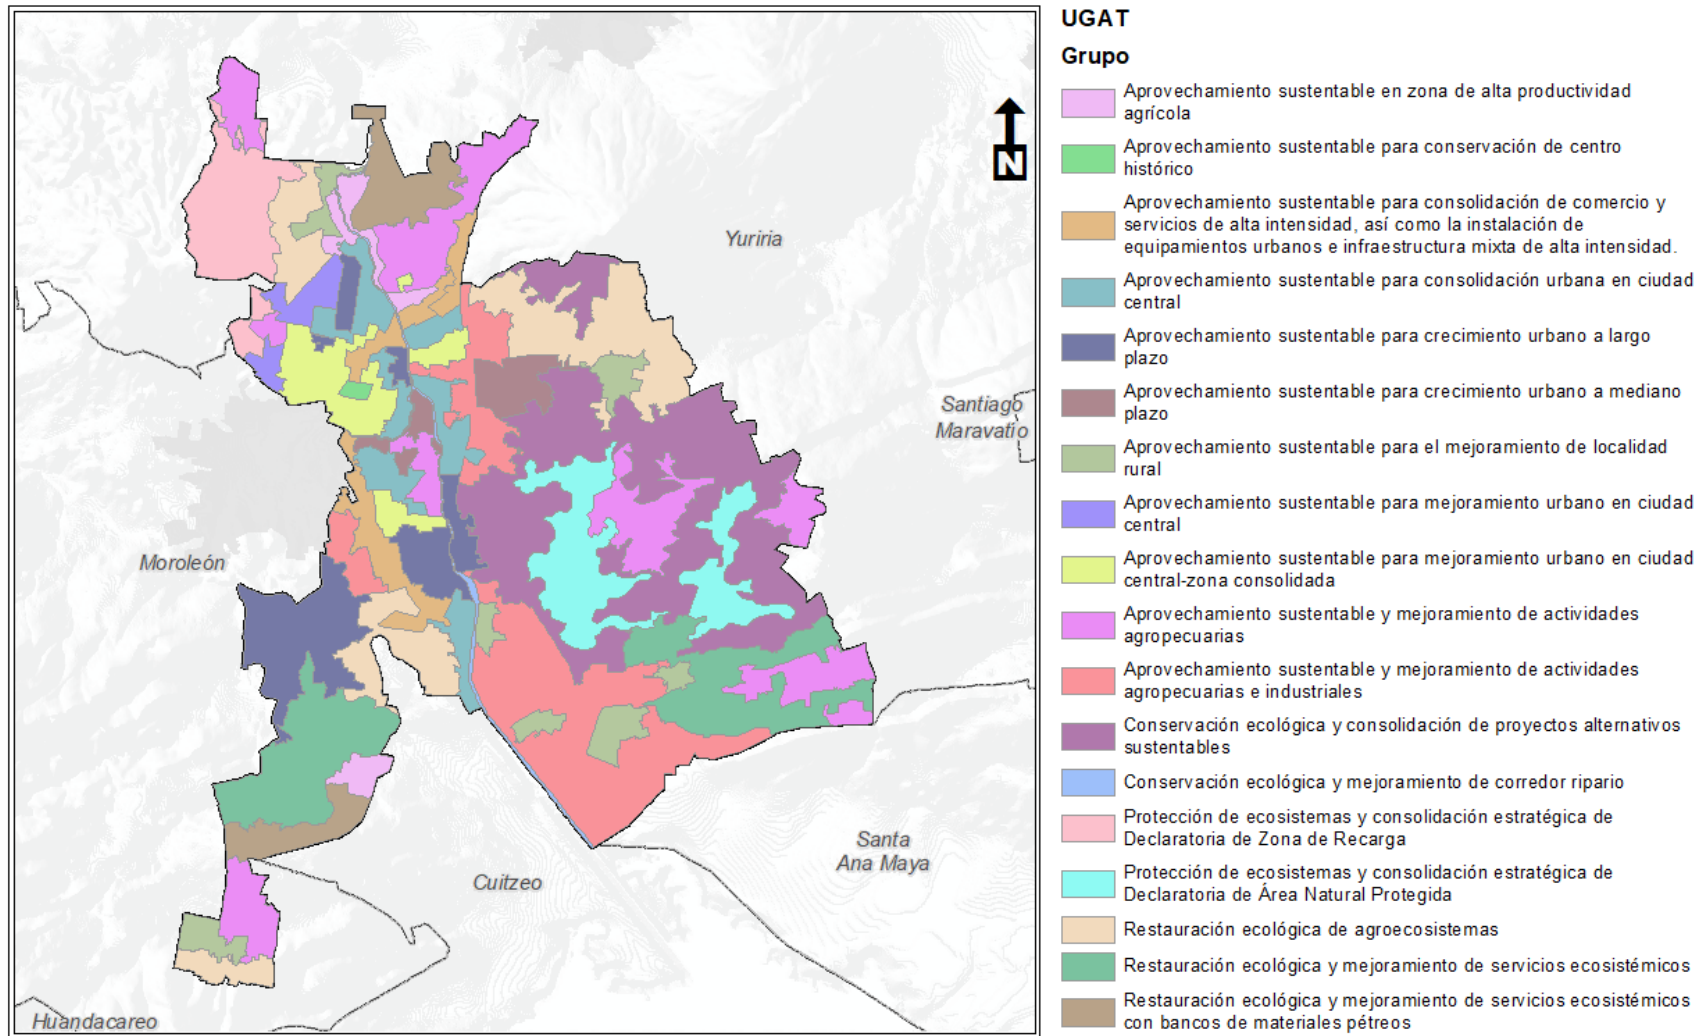 UGAT
Grupo
Aprovechamiento sustentable en zona de alta productividad
agrícola
Aprovechamiento sustentable para conservación de centro
histórico
Aprovechamiento sustentable para consolidación de comercio y
servicios de alta intensidad, así como la instalación de
equipamientos urbanos e infraestructura mixta de alta intensidad.
Aprovechamiento sustentable para consolidación urbana en ciudad
central
Aprovechamiento sustentable para crecimiento urbano a largo
plazo
Aprovechamiento sustentable para crecimiento urbano a mediano
plazo
Aprovechamiento sustentable para el mejoramiento de localidad
rural
Aprovechamiento sustentable para mejoramiento urbano en ciudad
central
Aprovechamiento sustentable para mejoramiento urbano en ciudad
central-zona consolidada
Aprovechamiento sustentable y mejoramiento de actividades
agropecuarias
Aprovechamiento sustentable y mejoramiento de actividades
agropecuarias e industriales
Conservación ecológica y consolidación de proyectos alternativos
sustentables
Conservación ecológica y mejoramiento de corredor ripario
Protección de ecosistemas y consolidación estratégica de
Declaratoria de Zona de Recarga
Protección de ecosistemas y consolidación estratégica de
Declaratoria de Área Natural Protegida
Restauración ecológica de agroecosistemas
Restauración ecológica y mejoramiento de servicios ecosistémicos
Restauración ecológica y mejoramiento de servicios ecosistémicos
con bancos de materiales pétreos
N
Yuriria
Santiago
Maravatío
Moroleón
Santa
Ana Maya
Cuitzeo
Huandacareo